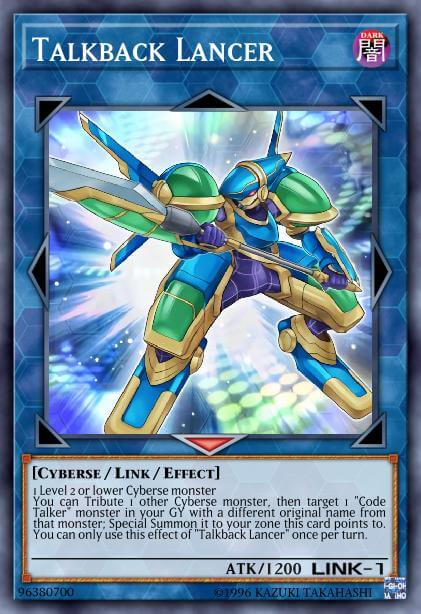 TALKBACK LANCER
DARK
闇
[CYBERSE / LINK / EFFECT]
1 Level 2 or lower Cyberse monster
You can Tribute 1 other Cyberse monster, then target 1 "Code
Talker" monster in your GY with a different original name from
that monster; Special Summon it to your zone this card points to.
You can only use this effect of "Talkback Lancer" once per turn.
ATK/1200 LINK-1
96380700 ©1996 KAZUKI TAKAHASHI